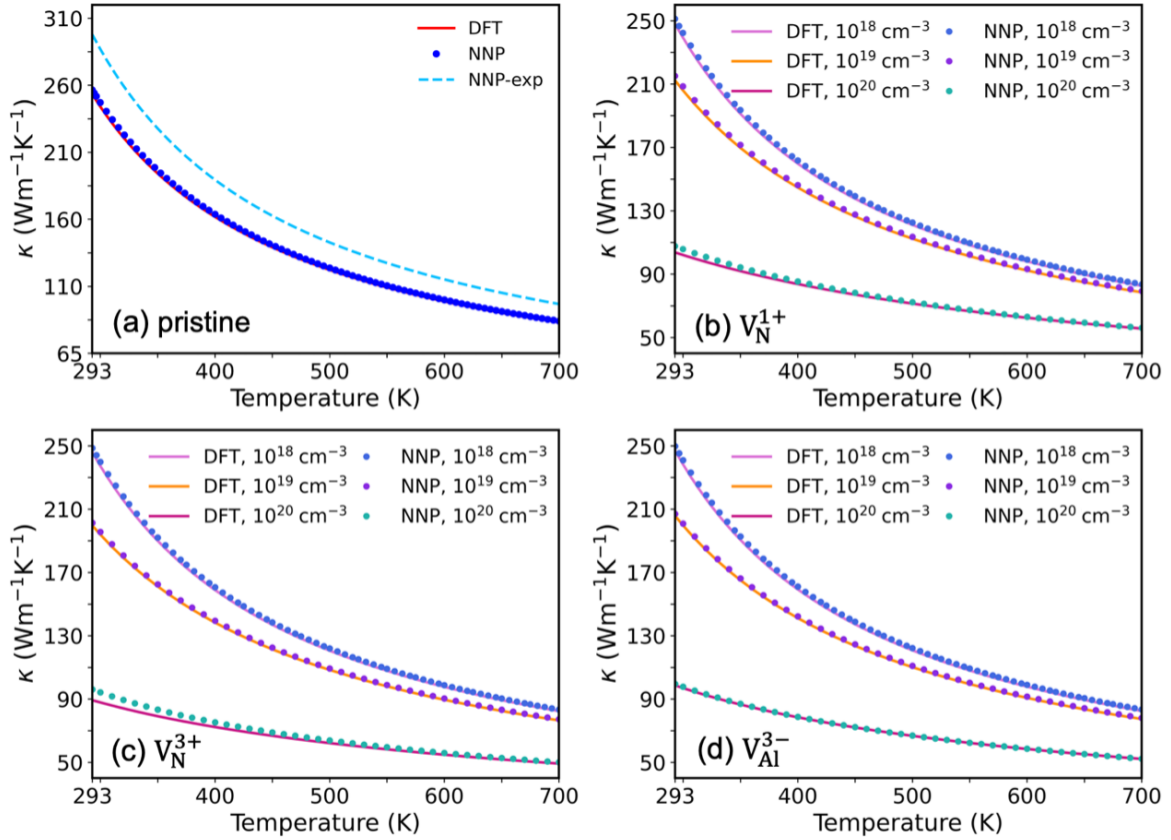 310
260
210
160
110
65
κ (Wm⁻¹K⁻¹)
DFT
NNP
NNP-exp
(a) pristine
293 400 500 600 700
Temperature (K)
250
210
170
130
90
50
κ (Wm⁻¹K⁻¹)
DFT, 10¹⁸ cm⁻³ NNP, 10¹⁸ cm⁻³
DFT, 10¹⁹ cm⁻³ NNP, 10¹⁹ cm⁻³
DFT, 10²⁰ cm⁻³ NNP, 10²⁰ cm⁻³
(b) V_N^{1+}
293 400 500 600 700
Temperature (K)
250
210
170
130
90
50
κ (Wm⁻¹K⁻¹)
DFT, 10¹⁸ cm⁻³ NNP, 10¹⁸ cm⁻³
DFT, 10¹⁹ cm⁻³ NNP, 10¹⁹ cm⁻³
DFT, 10²⁰ cm⁻³ NNP, 10²⁰ cm⁻³
(c) V_N^{3+}
293 400 500 600 700
Temperature (K)
250
210
170
130
90
50
κ (Wm⁻¹K⁻¹)
DFT, 10¹⁸ cm⁻³ NNP, 10¹⁸ cm⁻³
DFT, 10¹⁹ cm⁻³ NNP, 10¹⁹ cm⁻³
DFT, 10²⁰ cm⁻³ NNP, 10²⁰ cm⁻³
(d) V_{Al}^{3−}
293 400 500 600 700
Temperature (K)